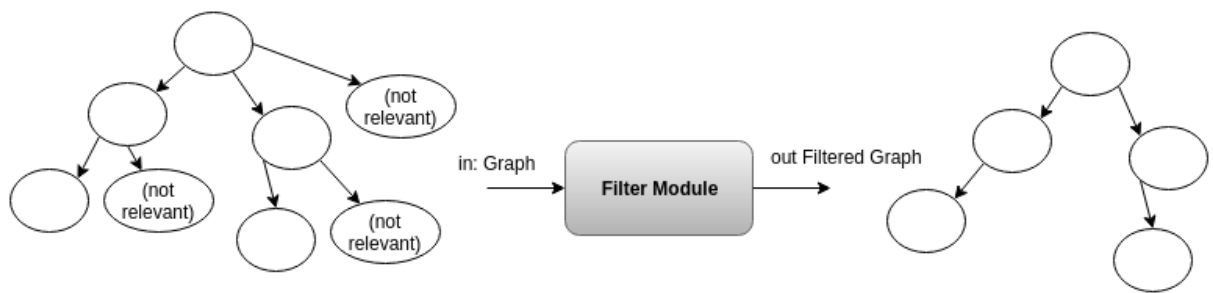 (not
relevant)
(not
relevant)
(not
relevant)
in: Graph
Filter Module
out Filtered Graph